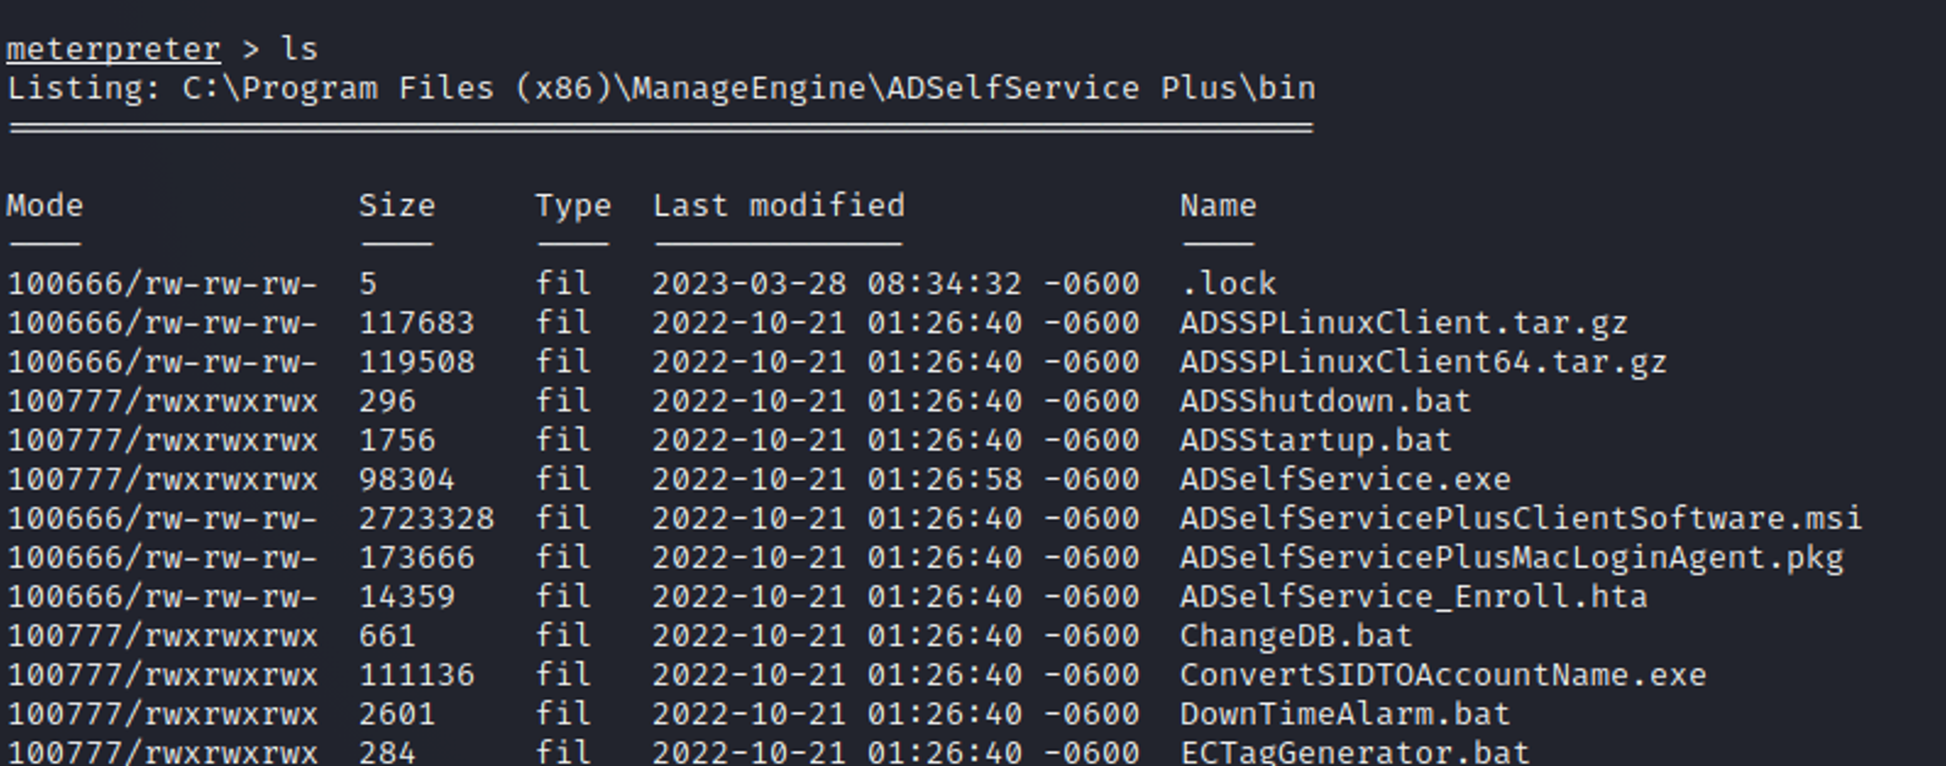 meterpreter > ls
Listing: C:\Program Files (x86)\ManageEngine\ADSelfService Plus\bin
Mode Size Type Last modified Name
100666/rw-rw-rw- 5 fil 2023-03-28 08:34:32 -0600 .lock
100666/rw-rw-rw- 117683 fil 2022-10-21 01:26:40 -0600 ADSSPLinuxClient.tar.gz
100666/rw-rw-rw- 119508 fil 2022-10-21 01:26:40 -0600 ADSSPLinuxClient64.tar.gz
100777/rwxrwxrwx 296 fil 2022-10-21 01:26:40 -0600 ADSShutdown.bat
100777/rwxrwxrwx 1756 fil 2022-10-21 01:26:40 -0600 ADSStartup.bat
100777/rwxrwxrwx 98304 fil 2022-10-21 01:26:58 -0600 ADSelfService.exe
100666/rw-rw-rw- 2723328 fil 2022-10-21 01:26:40 -0600 ADSelfServicePlusClientSoftware.msi
100666/rw-rw-rw- 173666 fil 2022-10-21 01:26:40 -0600 ADSelfServicePlusMacLoginAgent.pkg
100666/rw-rw-rw- 14359 fil 2022-10-21 01:26:40 -0600 ADSelfService_Enroll.hta
100777/rwxrwxrwx 661 fil 2022-10-21 01:26:40 -0600 ChangeDB.bat
100777/rwxrwxrwx 111136 fil 2022-10-21 01:26:40 -0600 ConvertSIDTOAccountName.exe
100777/rwxrwxrwx 2601 fil 2022-10-21 01:26:40 -0600 DownTimeAlarm.bat
100777/rwxrwxrwx 284 fil 2022-10-21 01:26:40 -0600 ECTagGenerator.bat